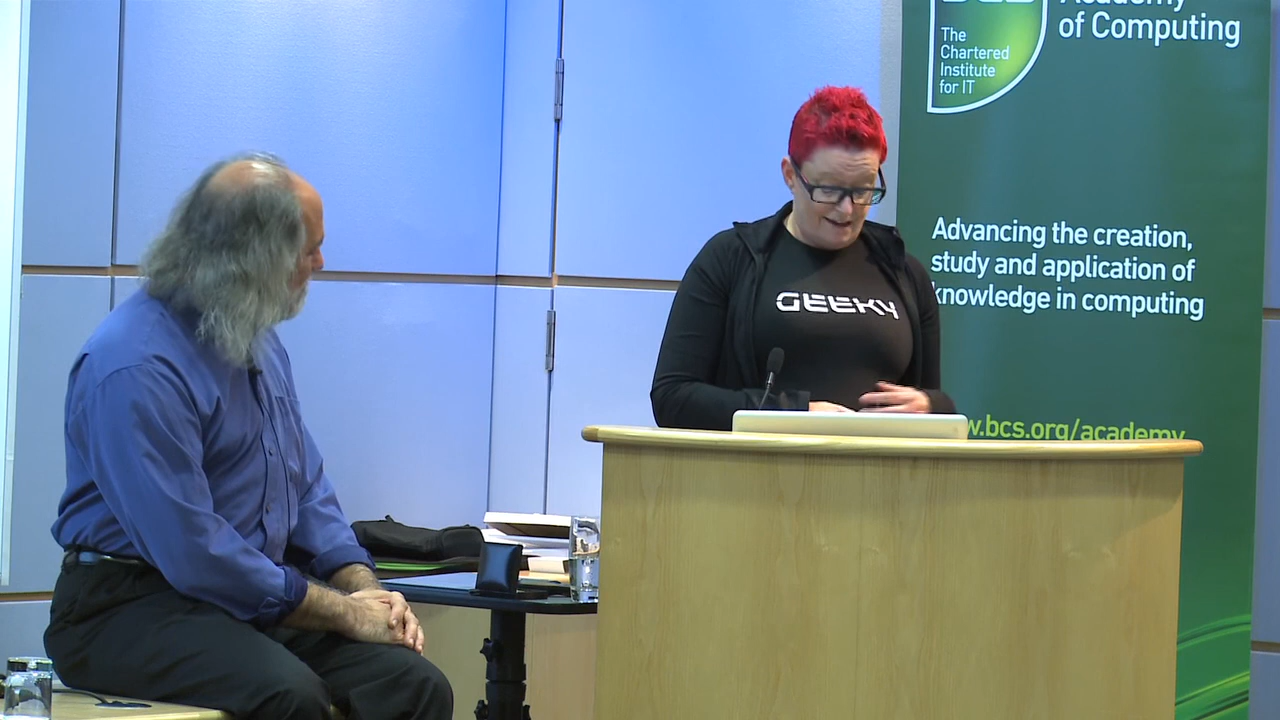 of Computing
The
Chartered
Institute
for IT
GEEKY
Advancing the creation,
study and application of
knowledge in computing
w.bcs.org/academy